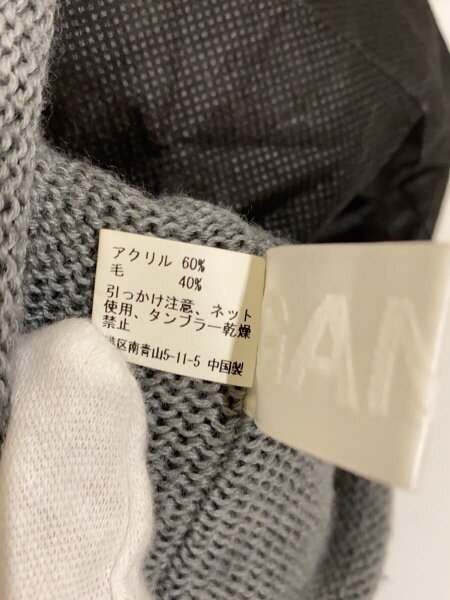 アクリル 60%
毛 40%
引っかけ注意、ネット
使用、タンブラー乾燥
禁止
港区南青山5-11-5 中国製
GAN